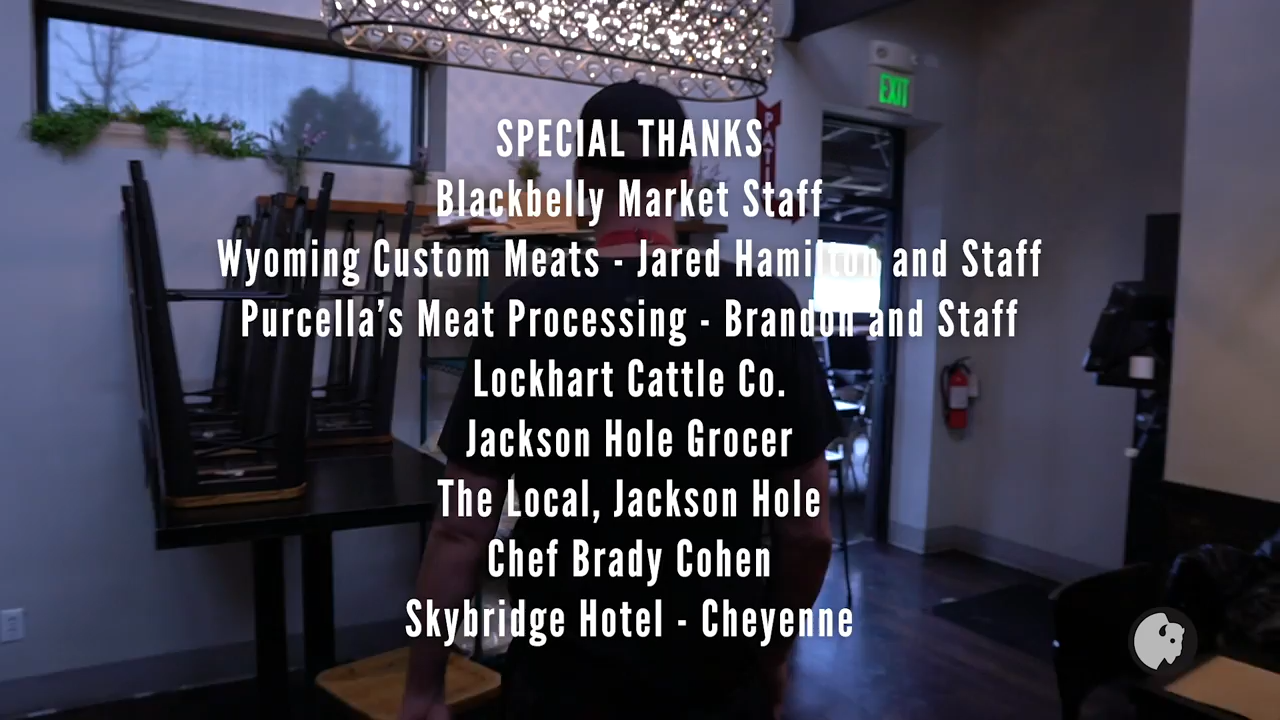 EXIT
SPECIAL THANKS
Blackbelly Market Staff
Wyoming Custom Meats - Jared Hamilton and Staff
Purcella's Meat Processing - Brandon and Staff
Lockhart Cattle Co.
Jackson Hole Grocer
The Local, Jackson Hole
Chef Brady Cohen
Skybridge Hotel - Cheyenne